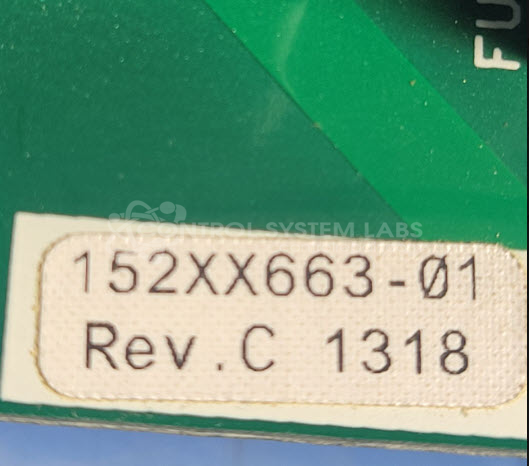 FU
CONTROL SYSTEM LABS
152XX663-Ø1
Rev.C 1318